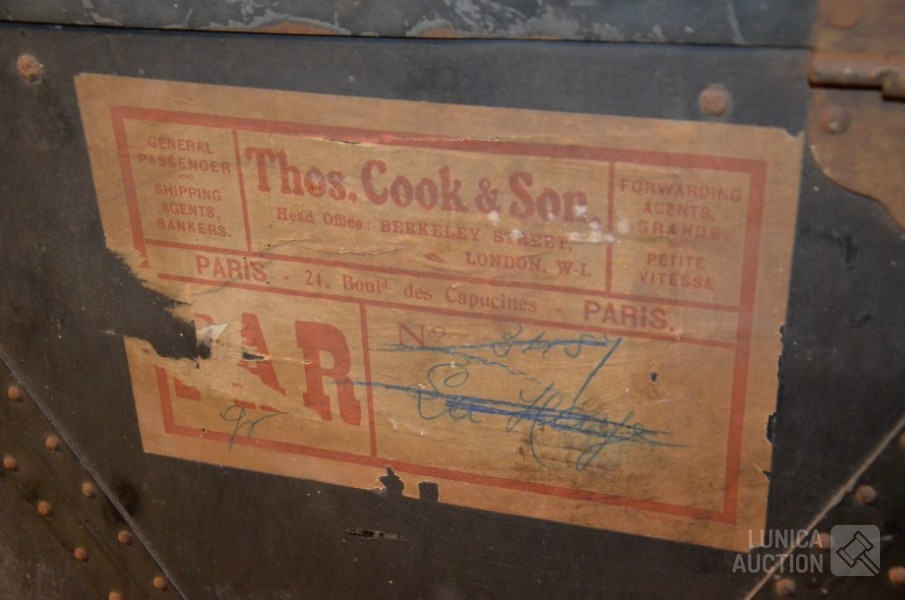 GENERAL
PASSENGER
AND
SHIPPING
AGENTS,
BANKERS.
Thos. Cook & Son.,
Head Office: BERKELEY STREET,
LONDON, W.1.
FORWARDING
AGENTS,
GRANDE
PETITE
VITESSE
PARIS - 24. Boulᵈ. des Capucines - PARIS.
PAR
Nº
LUNICA
AUCTION